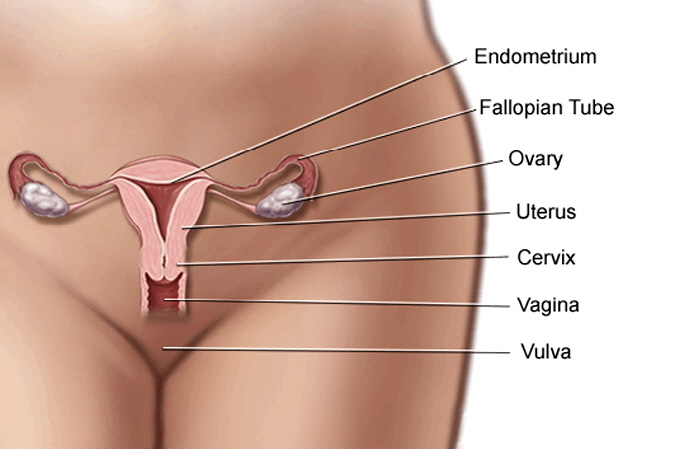 Endometrium
Fallopian Tube
Ovary
Uterus
Cervix
Vagina
Vulva